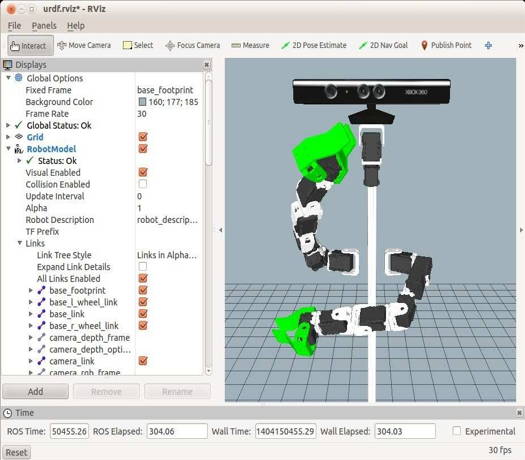 urdf.rviz* - RViz
File Panels Help
Interact Move Camera Select Focus Camera Measure 2D Pose Estimate 2D Nav Goal Publish Point
Displays
Global Options
Fixed Frame base_footprint
Background Color 160; 177; 185
Frame Rate 30
Global Status: Ok
Grid
RobotModel
Status: Ok
Visual Enabled
Collision Enabled
Update Interval 0
Alpha 1
Robot Description robot_descrip...
TF Prefix
Links
Link Tree Style Links in Alpha...
Expand Link Details
All Links Enabled
base_footprint
base_l_wheel_link
base_link
base_r_wheel_link
camera_depth_frame
camera_depth_opti...
camera_link
camera_rgb_frame
Add Remove Rename
XBOX360
Time
ROS Time: 50455.26 ROS Elapsed: 304.06 Wall Time: 1404150455.29 Wall Elapsed: 304.03 Experimental
Reset 30 fps